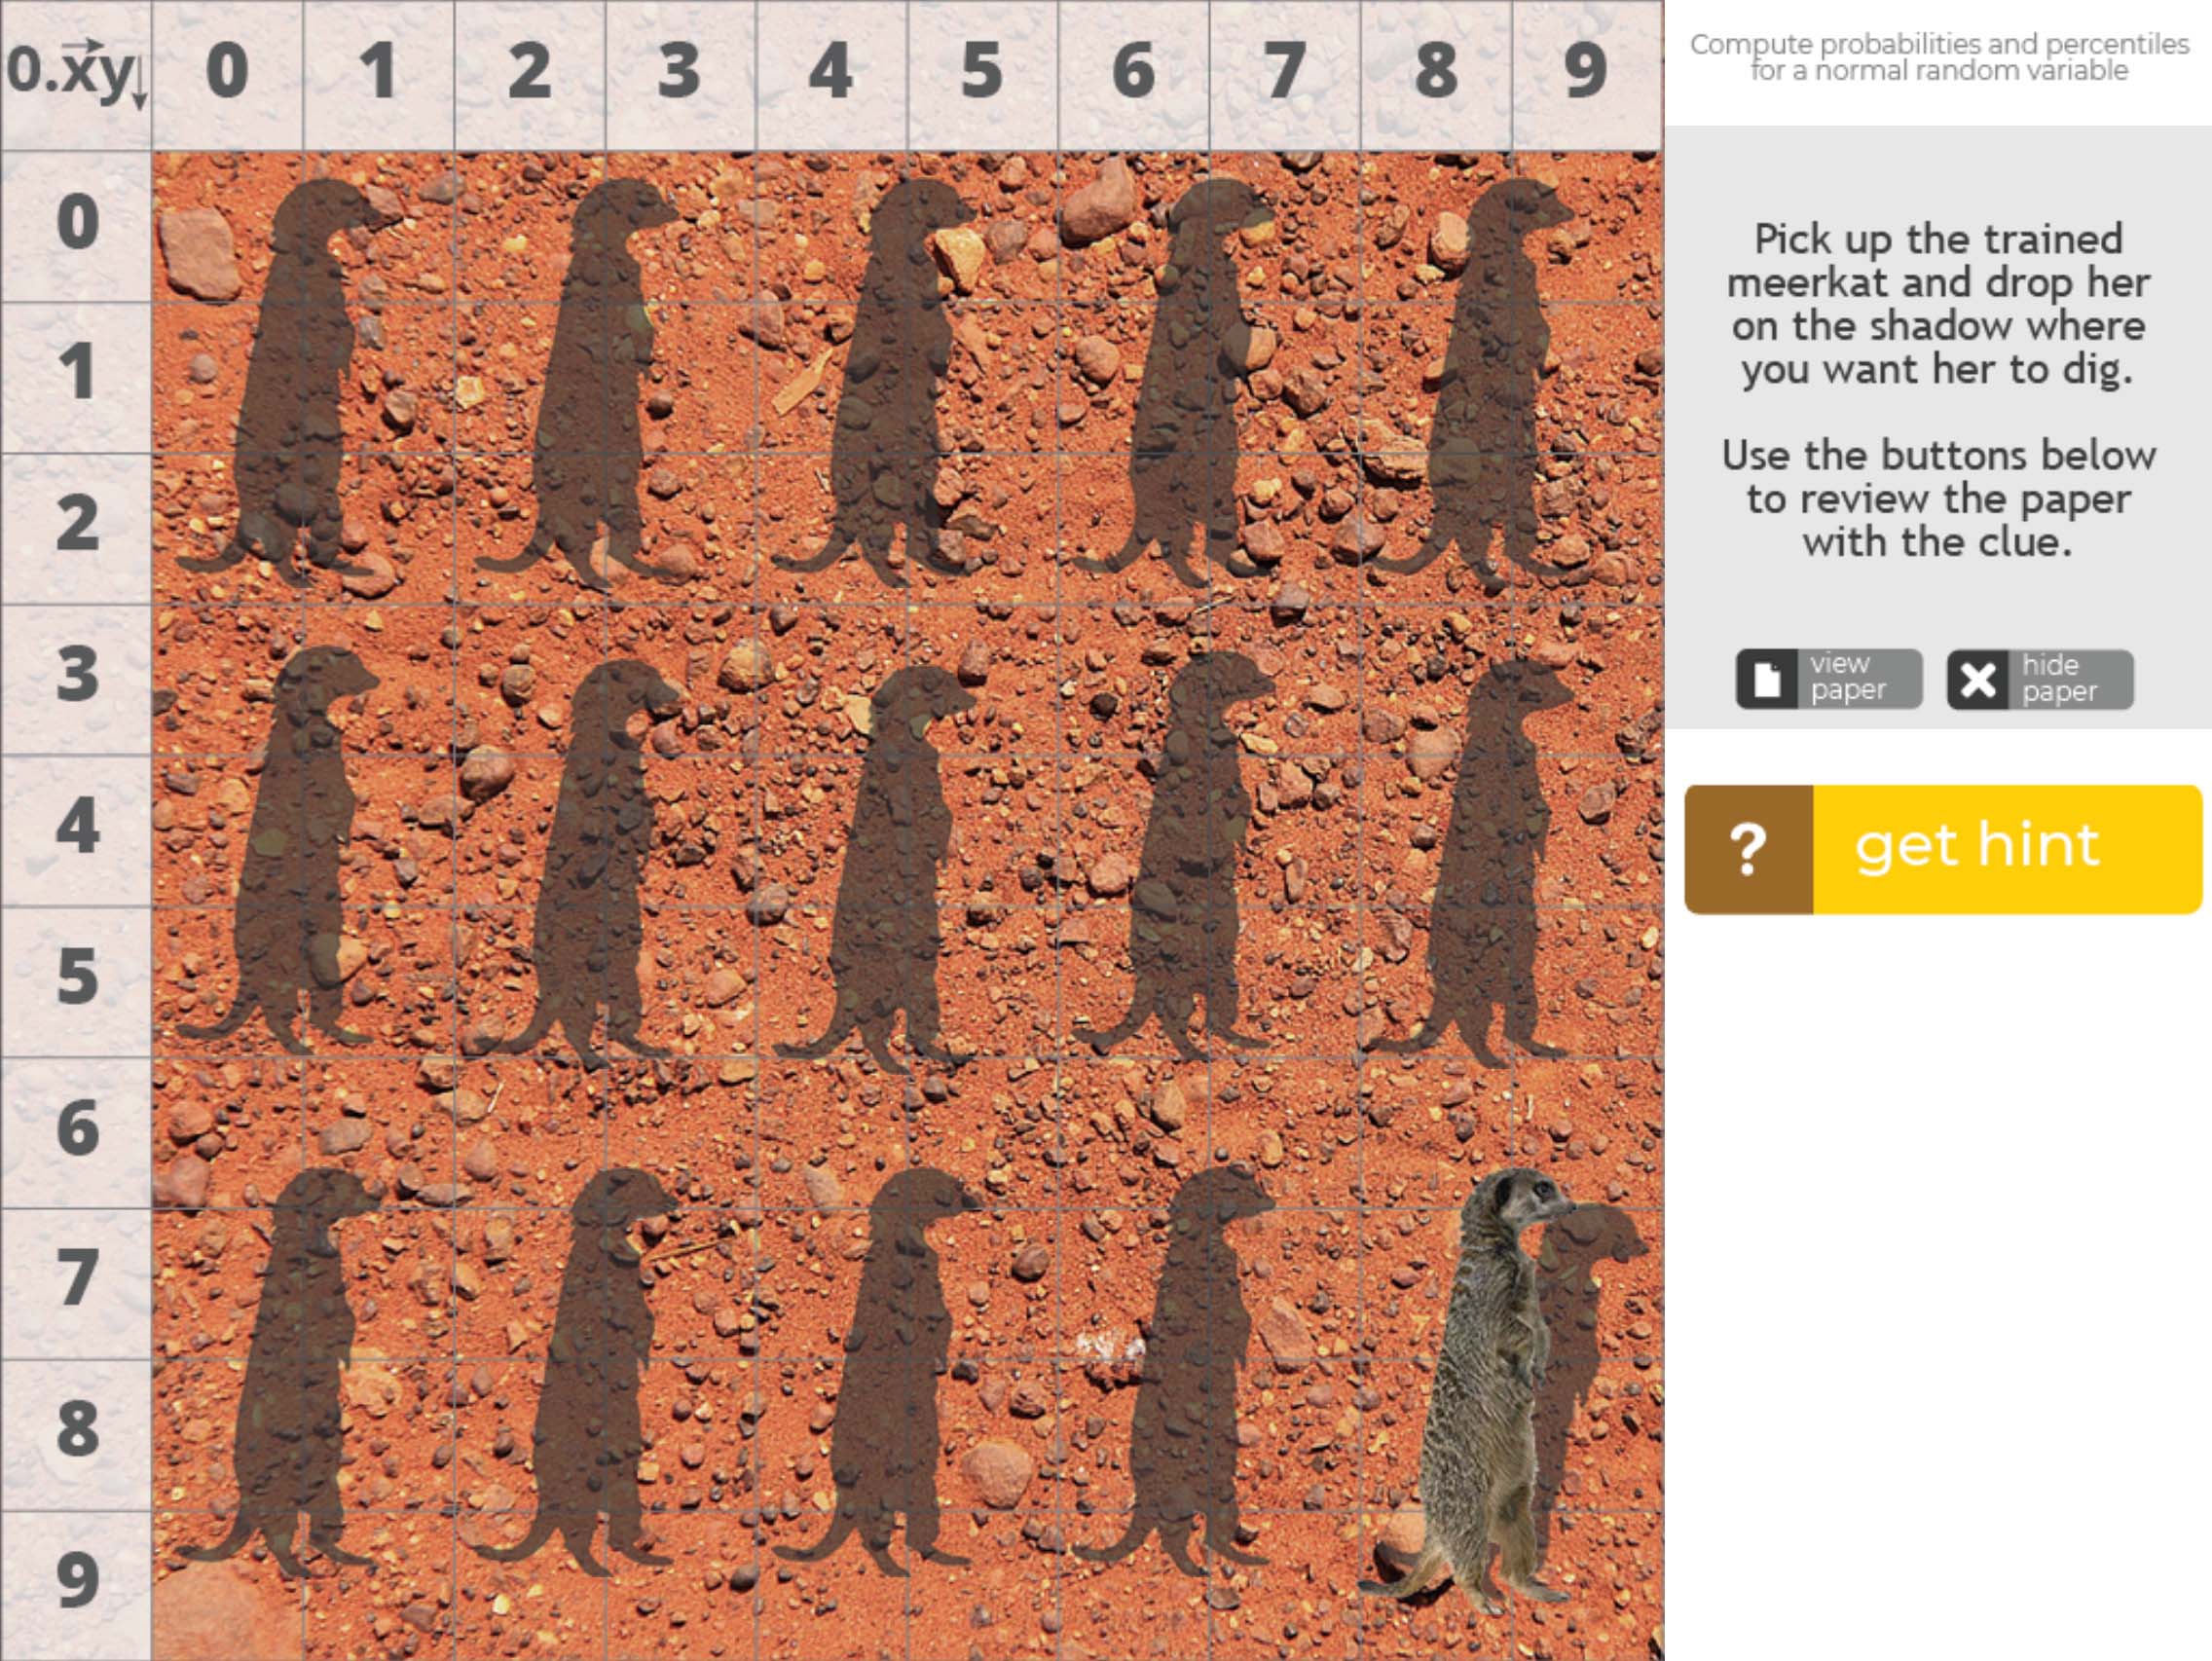 0.xy 0 1 2 3 4 5 6 7 8 9
0
1
2
3
4
5
6
7
8
9
Compute probabilities and percentiles
for a normal random variable
Pick up the trained
meerkat and drop her
on the shadow where
you want her to dig.
Use the buttons below
to review the paper
with the clue.
view
paper
hide
paper
? get hint